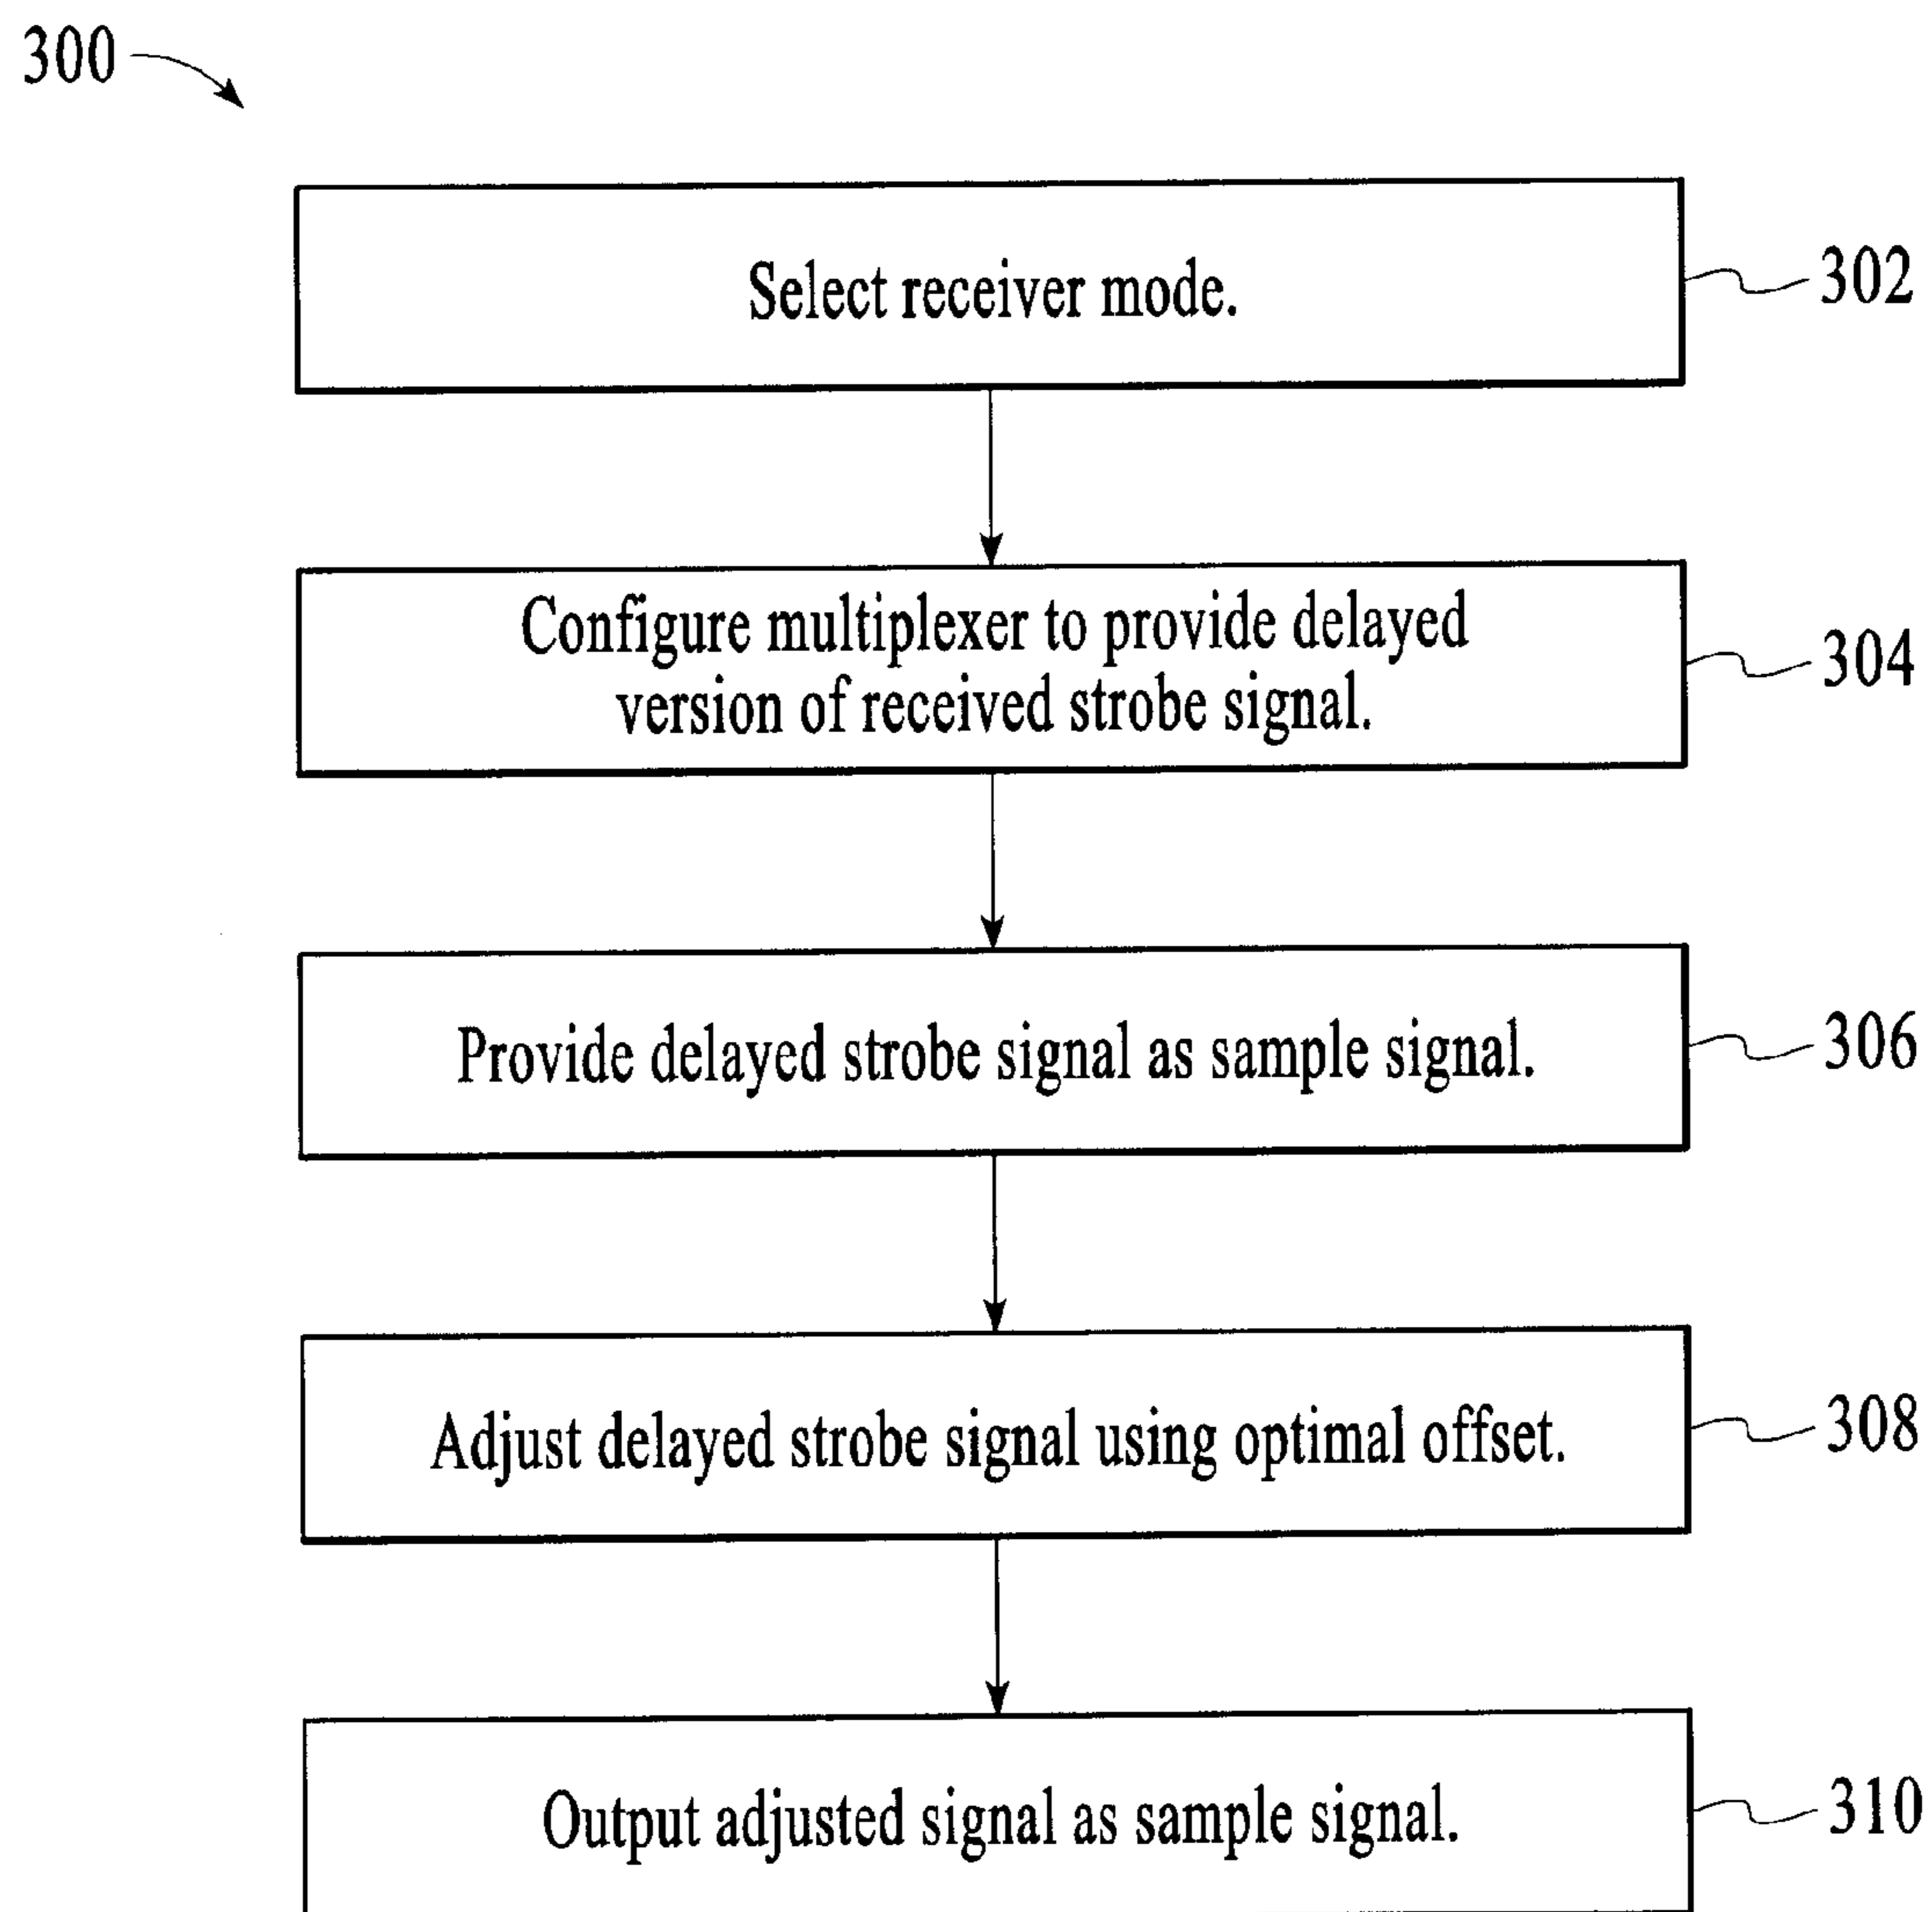 300
Select receiver mode.
302
Configure multiplexer to provide delayed
version of received strobe signal.
304
Provide delayed strobe signal as sample signal.
306
Adjust delayed strobe signal using optimal offset.
308
Output adjusted signal as sample signal.
310